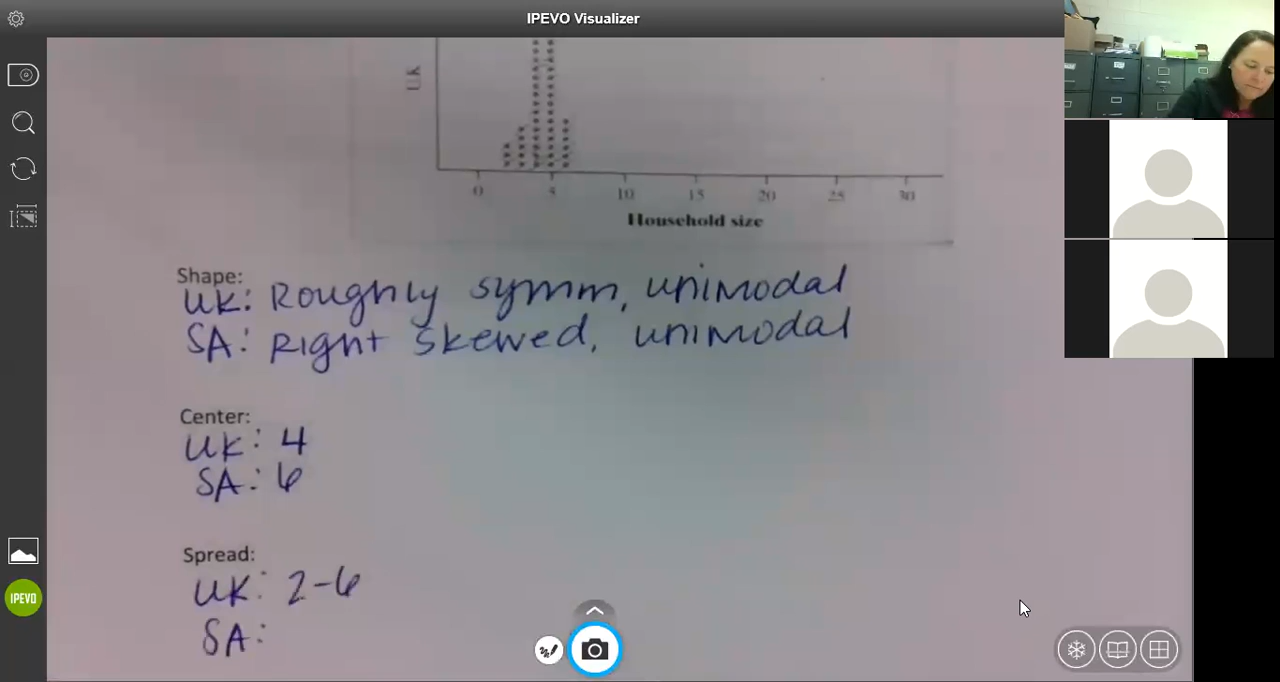 IPEVO Visualizer
UK
0 5 10 15 20 25 30
Household size
Shape:
UK: Roughly symm, unimodal
SA: Right skewed, unimodal
Center:
UK: 4
SA: 6
Spread:
UK: 2-6
SA:
IPEVO